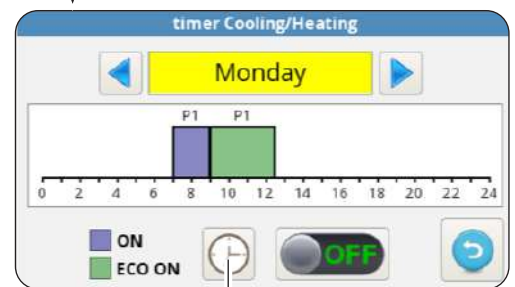 timer Cooling/Heating
Monday
P1 P1
0 2 4 6 8 10 12 14 16 18 20 22 24
ON
ECO ON
OFF